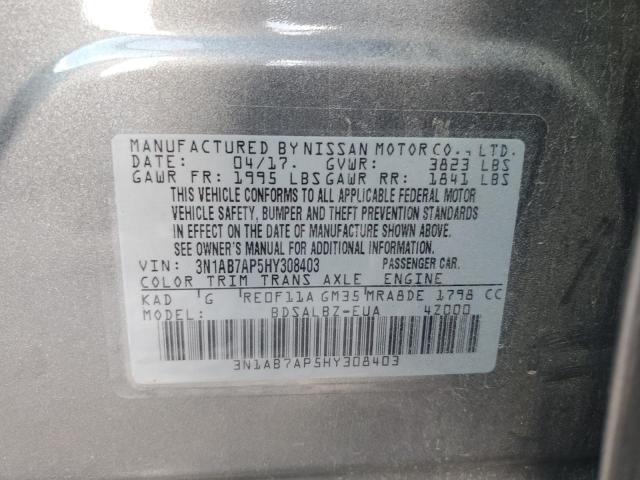 MANUFACTURED BY NISSAN MOTOR CO., LTD.
DATE: 04/17. GVWR: 3823 LBS
GAWR FR: 1995 LBS GAWR RR: 1841 LBS
THIS VEHICLE CONFORMS TO ALL APPLICABLE FEDERAL MOTOR
VEHICLE SAFETY, BUMPER AND THEFT PREVENTION STANDARDS
IN EFFECT ON THE DATE OF MANUFACTURE SHOWN ABOVE.
SEE OWNER'S MANUAL FOR SPECIFICATIONS & ADDITIONAL INFORMATION.
VIN: 3N1AB7AP5HY308403 PASSENGER CAR.
COLOR TRIM TRANS AXLE ENGINE
KAD G RE0F11A GM35 MRA8DE 1798 CC
MODEL: BDSALBZ-EUA 4Z000
3N1AB7AP5HY308403